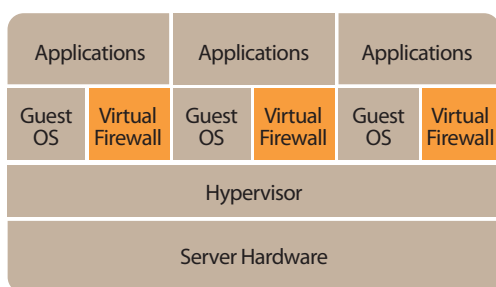 Applications Applications Applications
Guest OS Virtual Firewall Guest OS Virtual Firewall Guest OS Virtual Firewall
Hypervisor
Server Hardware